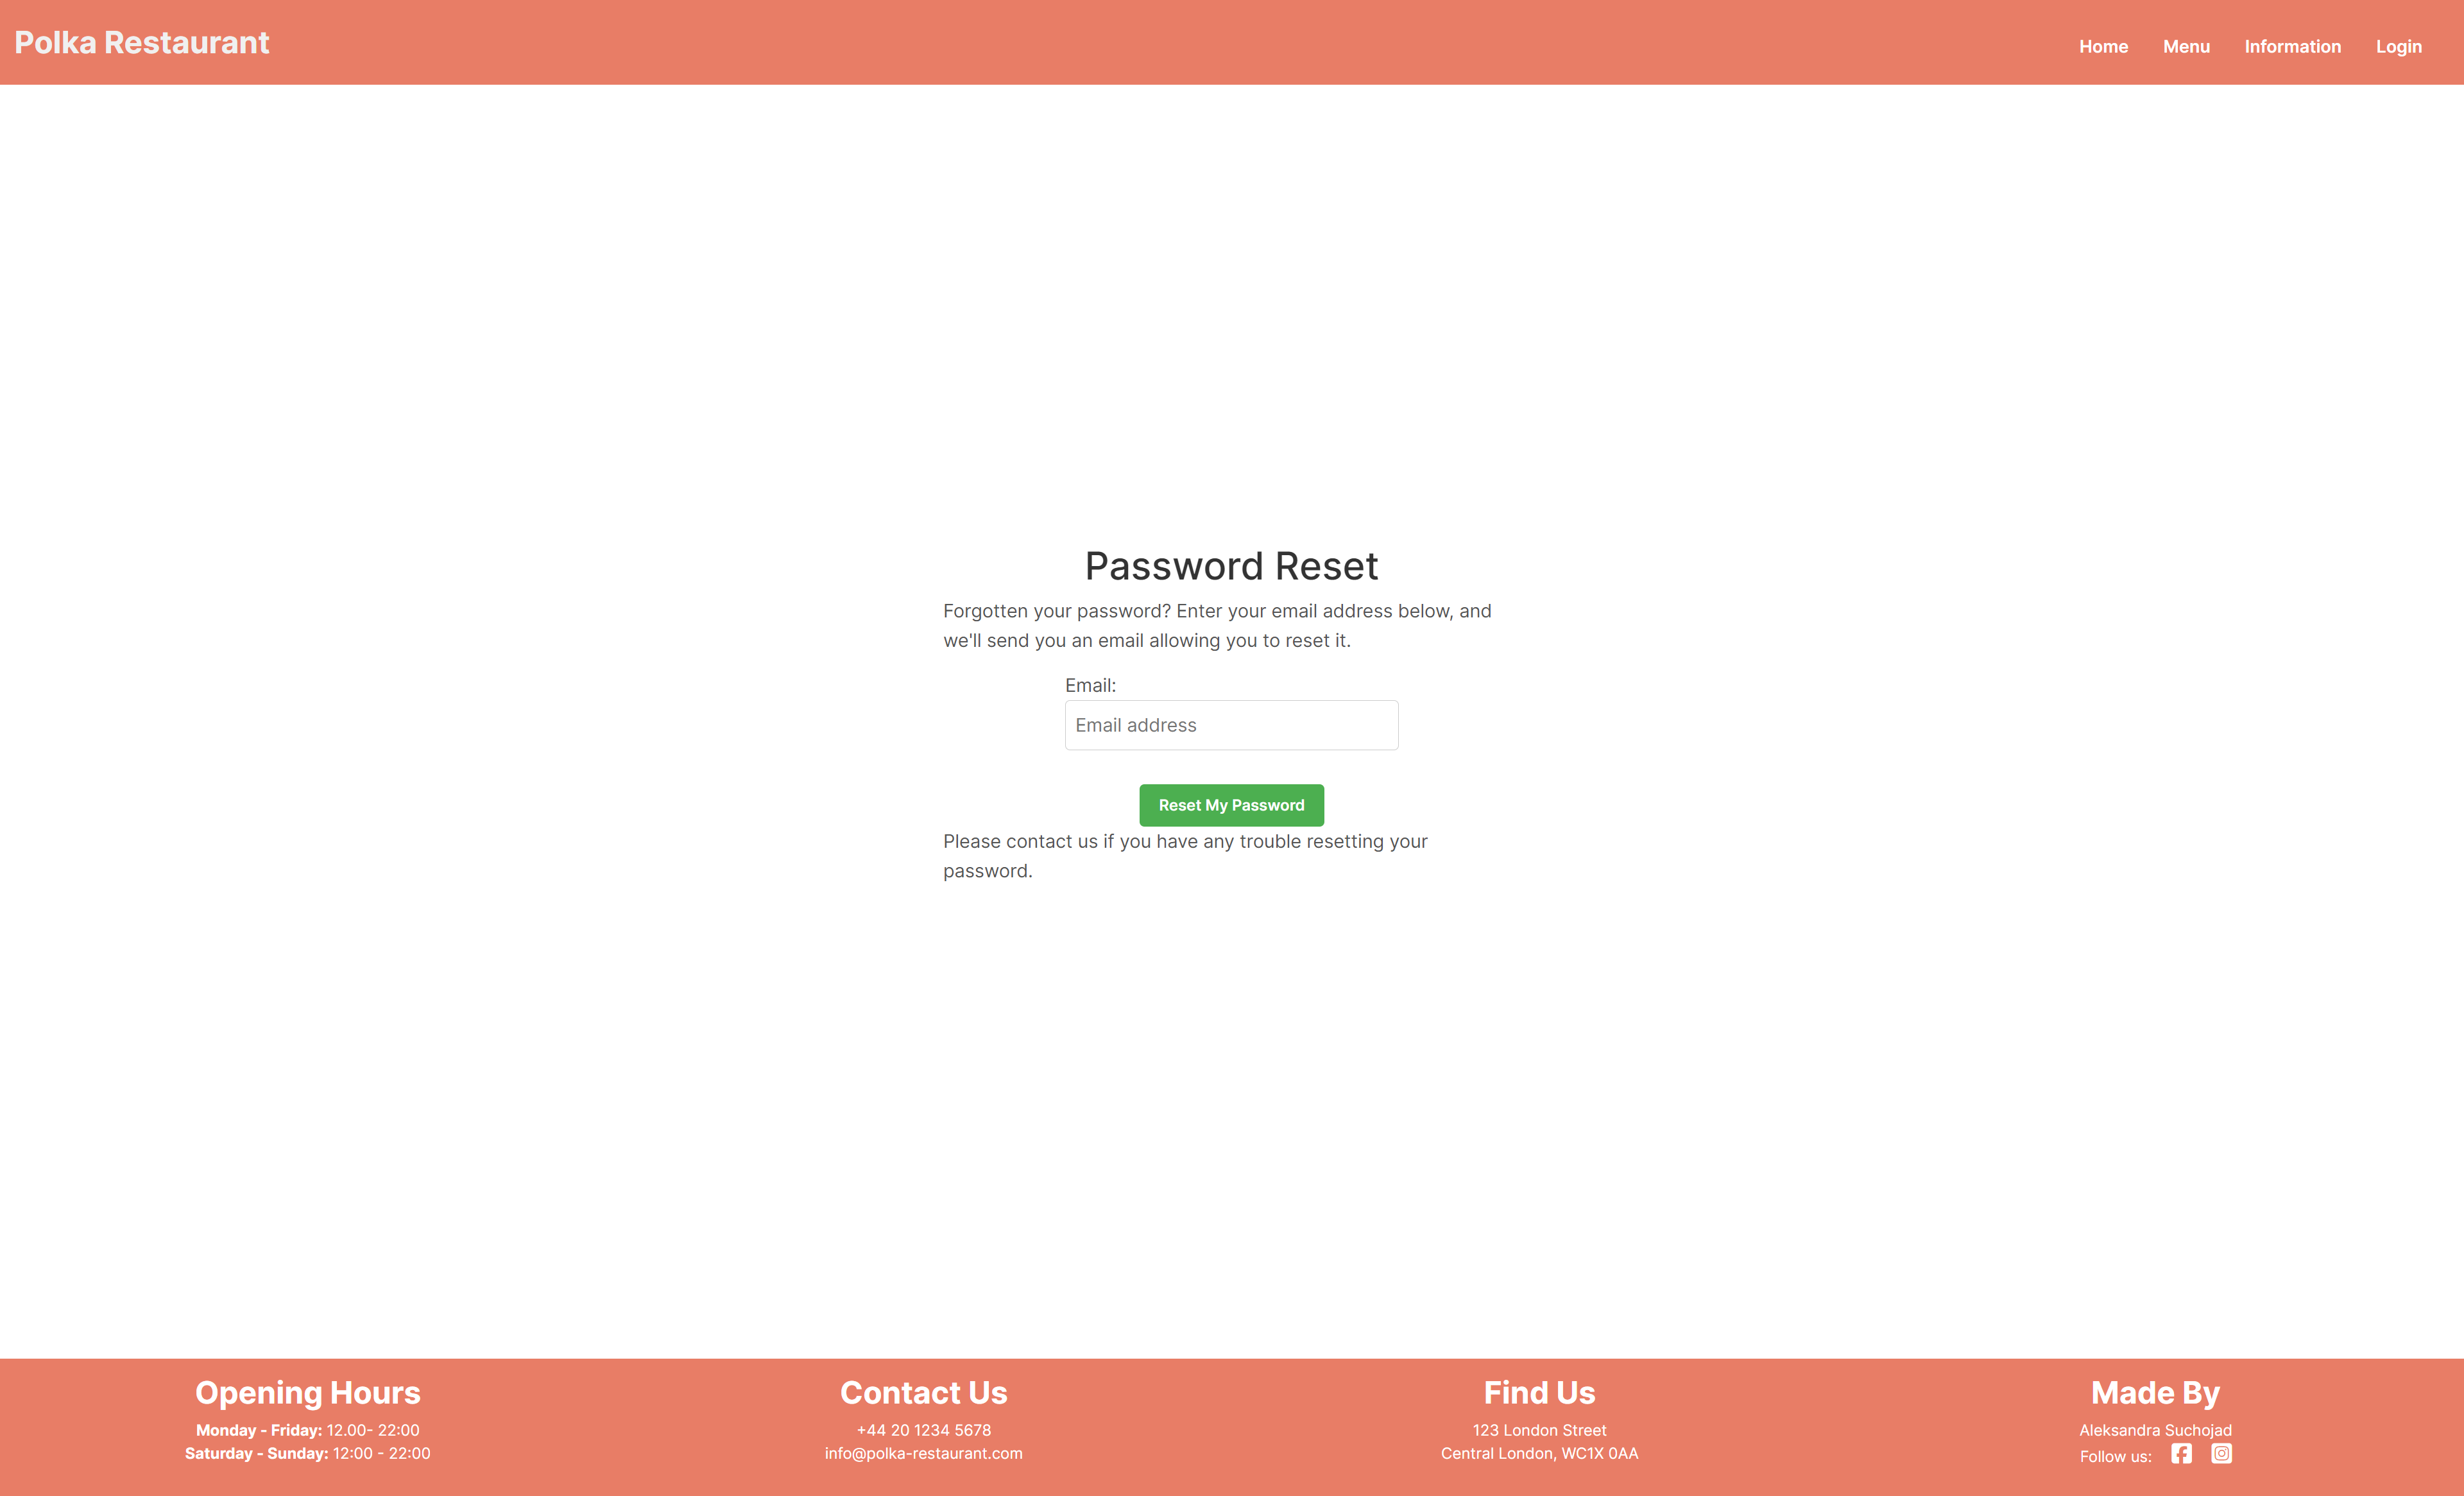 Polka Restaurant
Home Menu Information Login
Password Reset
Forgotten your password? Enter your email address below, and
we'll send you an email allowing you to reset it.
Email:
Email address
Reset My Password
Please contact us if you have any trouble resetting your
password.
Opening Hours
Monday - Friday: 12.00- 22:00
Saturday - Sunday: 12:00 - 22:00
Contact Us
+44 20 1234 5678
info@polka-restaurant.com
Find Us
123 London Street
Central London, WC1X 0AA
Made By
Aleksandra Suchojad
Follow us: